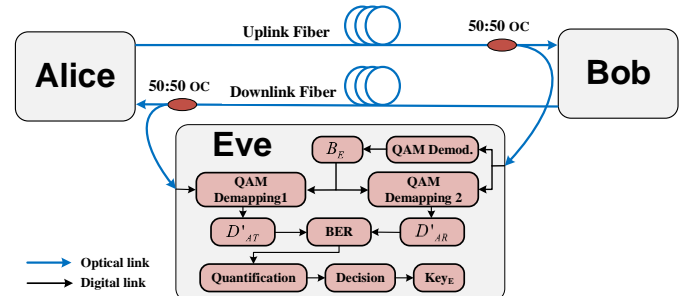 Uplink Fiber
50:50 OC
Alice
Bob
50:50 OC
Downlink Fiber
Eve
B_E
QAM Demod.
QAM
Demapping1
QAM
Demapping 2
D'_AT
BER
D'_AR
Quantification
Decision
Key_E
Optical link
Digital link